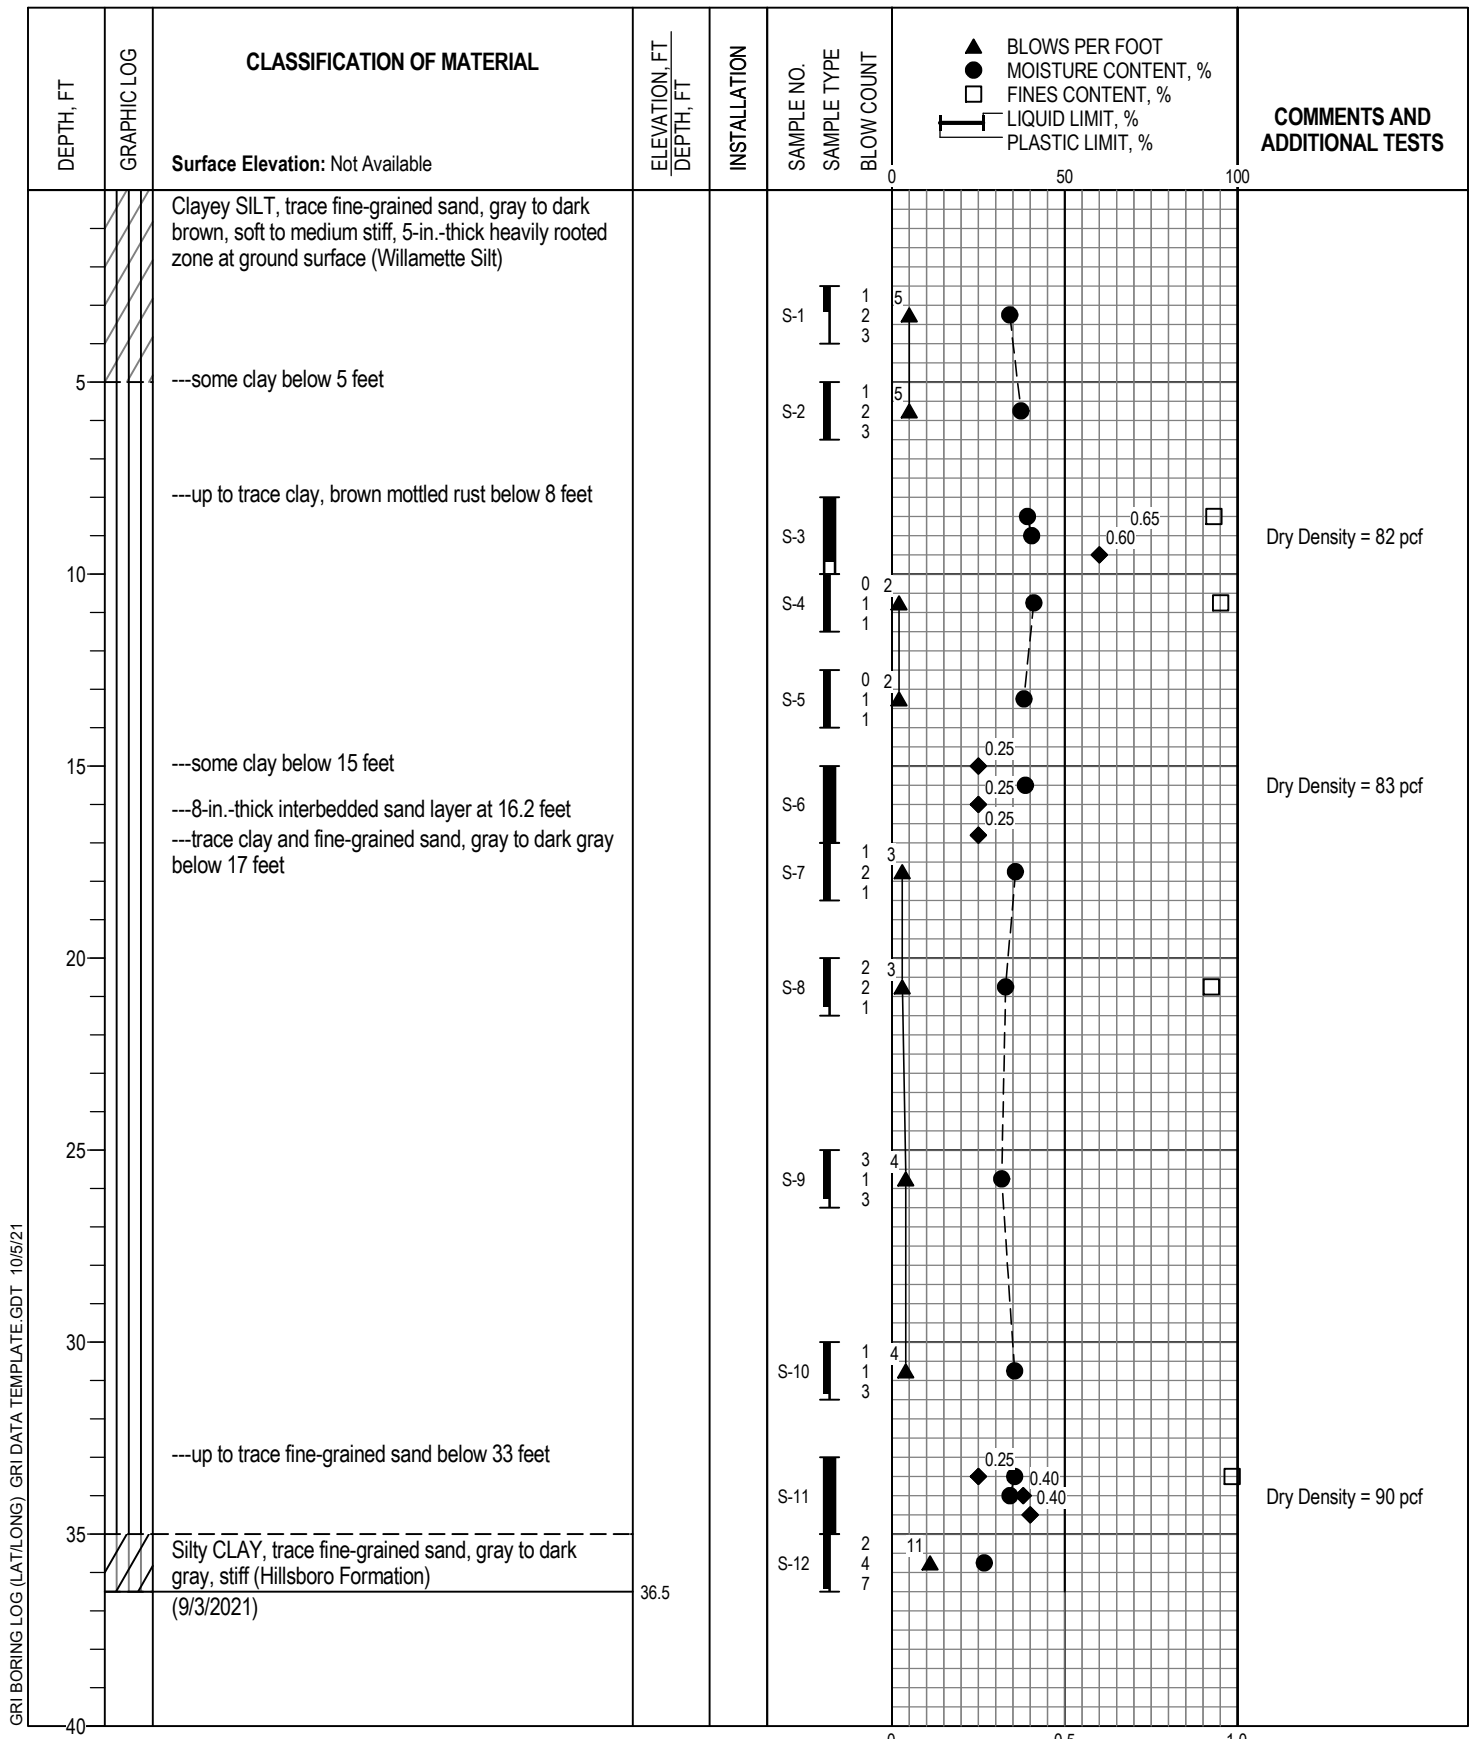 DEPTH, FT
GRAPHIC LOG
CLASSIFICATION OF MATERIAL
Surface Elevation: Not Available
ELEVATION, FT
DEPTH, FT
INSTALLATION
SAMPLE NO.
SAMPLE TYPE
BLOW COUNT
BLOWS PER FOOT
MOISTURE CONTENT, %
FINES CONTENT, %
LIQUID LIMIT, %
PLASTIC LIMIT, %
0 50 100
COMMENTS AND
ADDITIONAL TESTS
Clayey SILT, trace fine-grained sand, gray to dark
brown, soft to medium stiff, 5-in.-thick heavily rooted
zone at ground surface (Willamette Silt)
1 5
S-1 2
3
5 ---some clay below 5 feet
1 5
S-2 2
3
---up to trace clay, brown mottled rust below 8 feet
0.65
S-3 0.60 Dry Density = 82 pcf
10
0 2
S-4 1
1
0 2
S-5 1
1
0.25
15 ---some clay below 15 feet
0.25 Dry Density = 83 pcf
---8-in.-thick interbedded sand layer at 16.2 feet
S-6
0.25
---trace clay and fine-grained sand, gray to dark gray
below 17 feet
1 3
S-7 2
1
20
2 3
S-8 2
1
25
3 4
S-9 1
3
30
1 4
S-10 1
3
---up to trace fine-grained sand below 33 feet
0.25
0.40
S-11 0.40 Dry Density = 90 pcf
35
Silty CLAY, trace fine-grained sand, gray to dark
gray, stiff (Hillsboro Formation)
2 11
S-12 4
7
36.5
(9/3/2021)
40
0 0.5 1.0
GRI BORING LOG (LAT/LONG) GRI DATA TEMPLATE.GDT 10/5/21